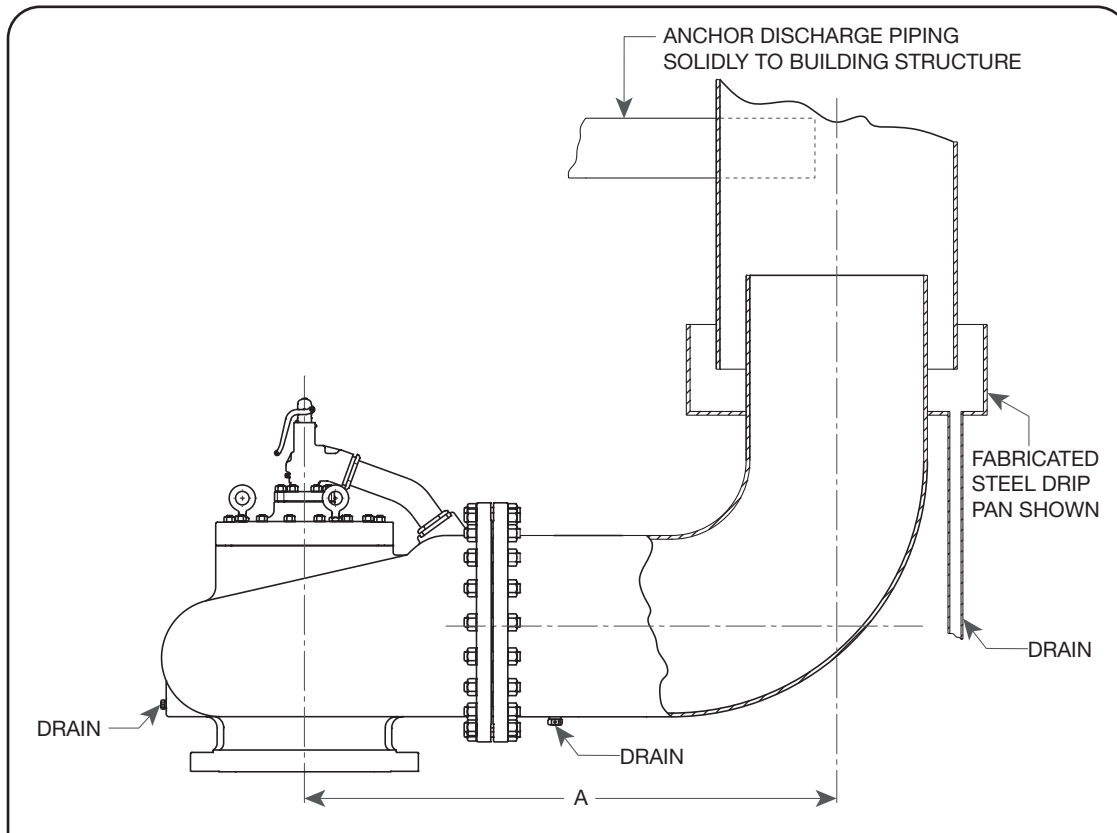 ANCHOR DISCHARGE PIPING
SOLIDLY TO BUILDING STRUCTURE
FABRICATED
STEEL DRIP
PAN SHOWN
DRAIN
DRAIN
DRAIN
A